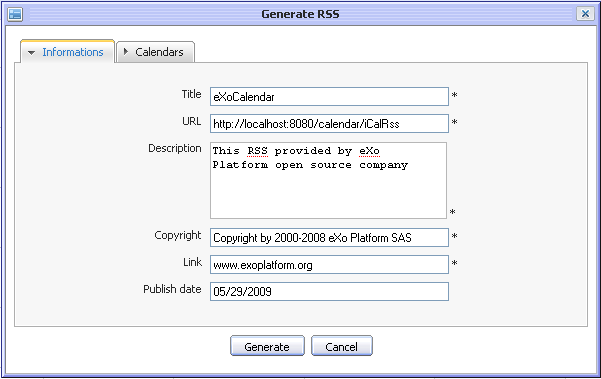 Generate RSS
Informations
Calendars
Title eXoCalendar *
URL http://localhost:8080/calendar/iCalRss *
Description This RSS provided by eXo
Platform open source company
*
Copyright Copyright by 2000-2008 eXo Platform SAS *
Link www.exoplatform.org *
Publish date 05/29/2009
Generate Cancel